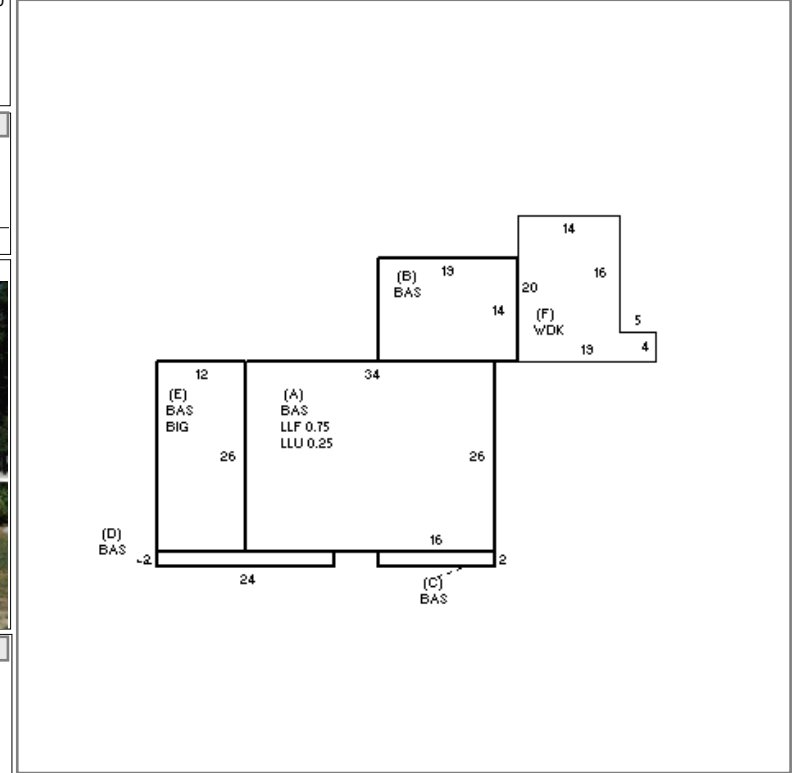 14
(B)
19
BAS
16
20
14
(F)
WDK
5
19
4
12
34
(E)
BAS
BIG
(A)
BAS
LLF 0.75
LLU 0.25
26
26
(D)
BAS
16
2
2
24
(C)
BAS